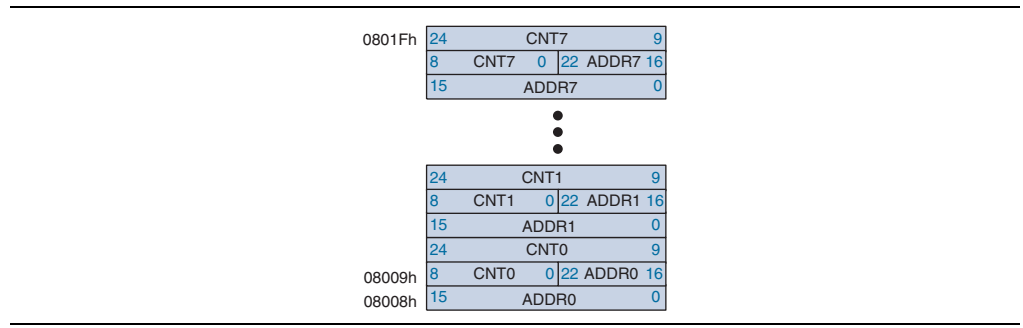 0801Fh 24 CNT7 9
8 CNT7 0 22 ADDR7 16
15 ADDR7 0
24 CNT1 9
8 CNT1 0 22 ADDR1 16
15 ADDR1 0
24 CNT0 9
08009h 8 CNT0 0 22 ADDR0 16
08008h 15 ADDR0 0